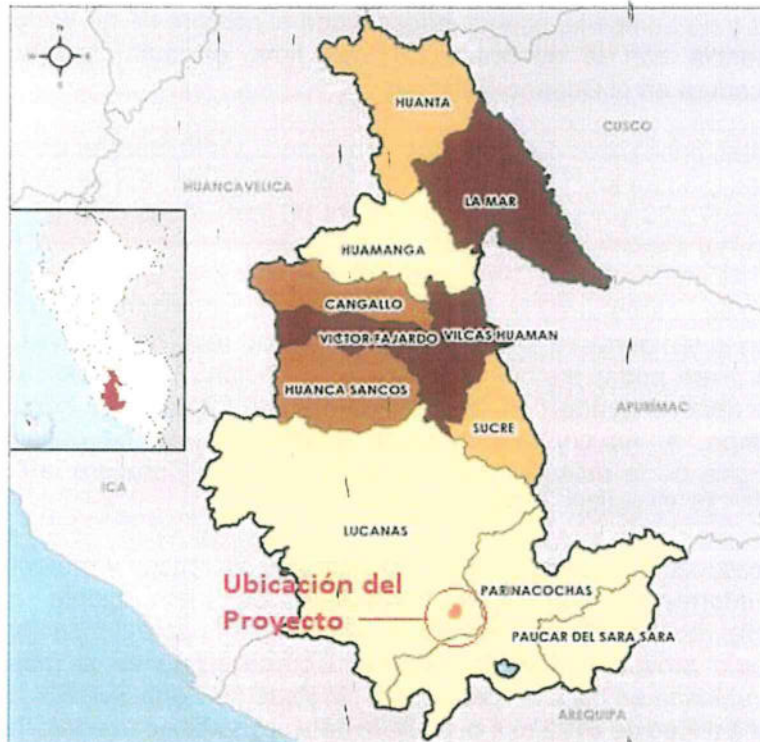 N
HUANTA
CUSCO
HUANCAVELICA
LA MAR
HUAMANGA
CANGALLO
VICTOR FAJARDO
VILCAS HUAMAN
HUANCA SANCOS
SUCRE
APURÍMAC
ICA
LUCANAS
Ubicación del
Proyecto
PARINACOCHAS
PAUCAR DEL SARA SARA
AREQUIPA